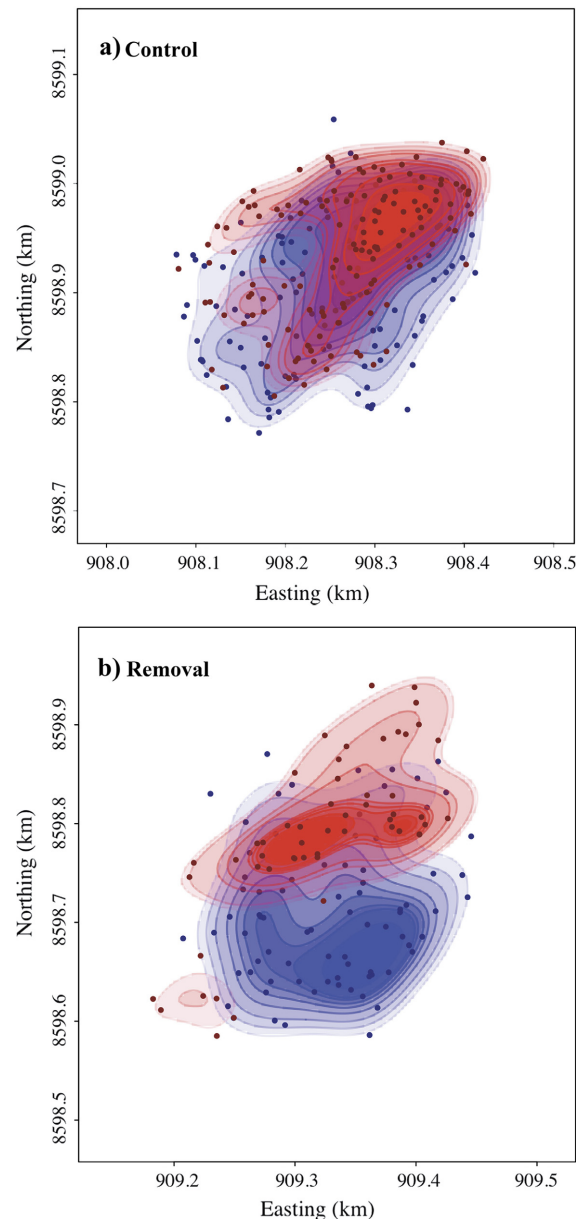 a) Control
8599.1
8599.0
8598.9
8598.8
8598.7
Northing (km)
908.0 908.1 908.2 908.3 908.4 908.5
Easting (km)
b) Removal
8598.9
8598.8
8598.7
8598.6
8598.5
Northing (km)
909.2 909.3 909.4 909.5
Easting (km)